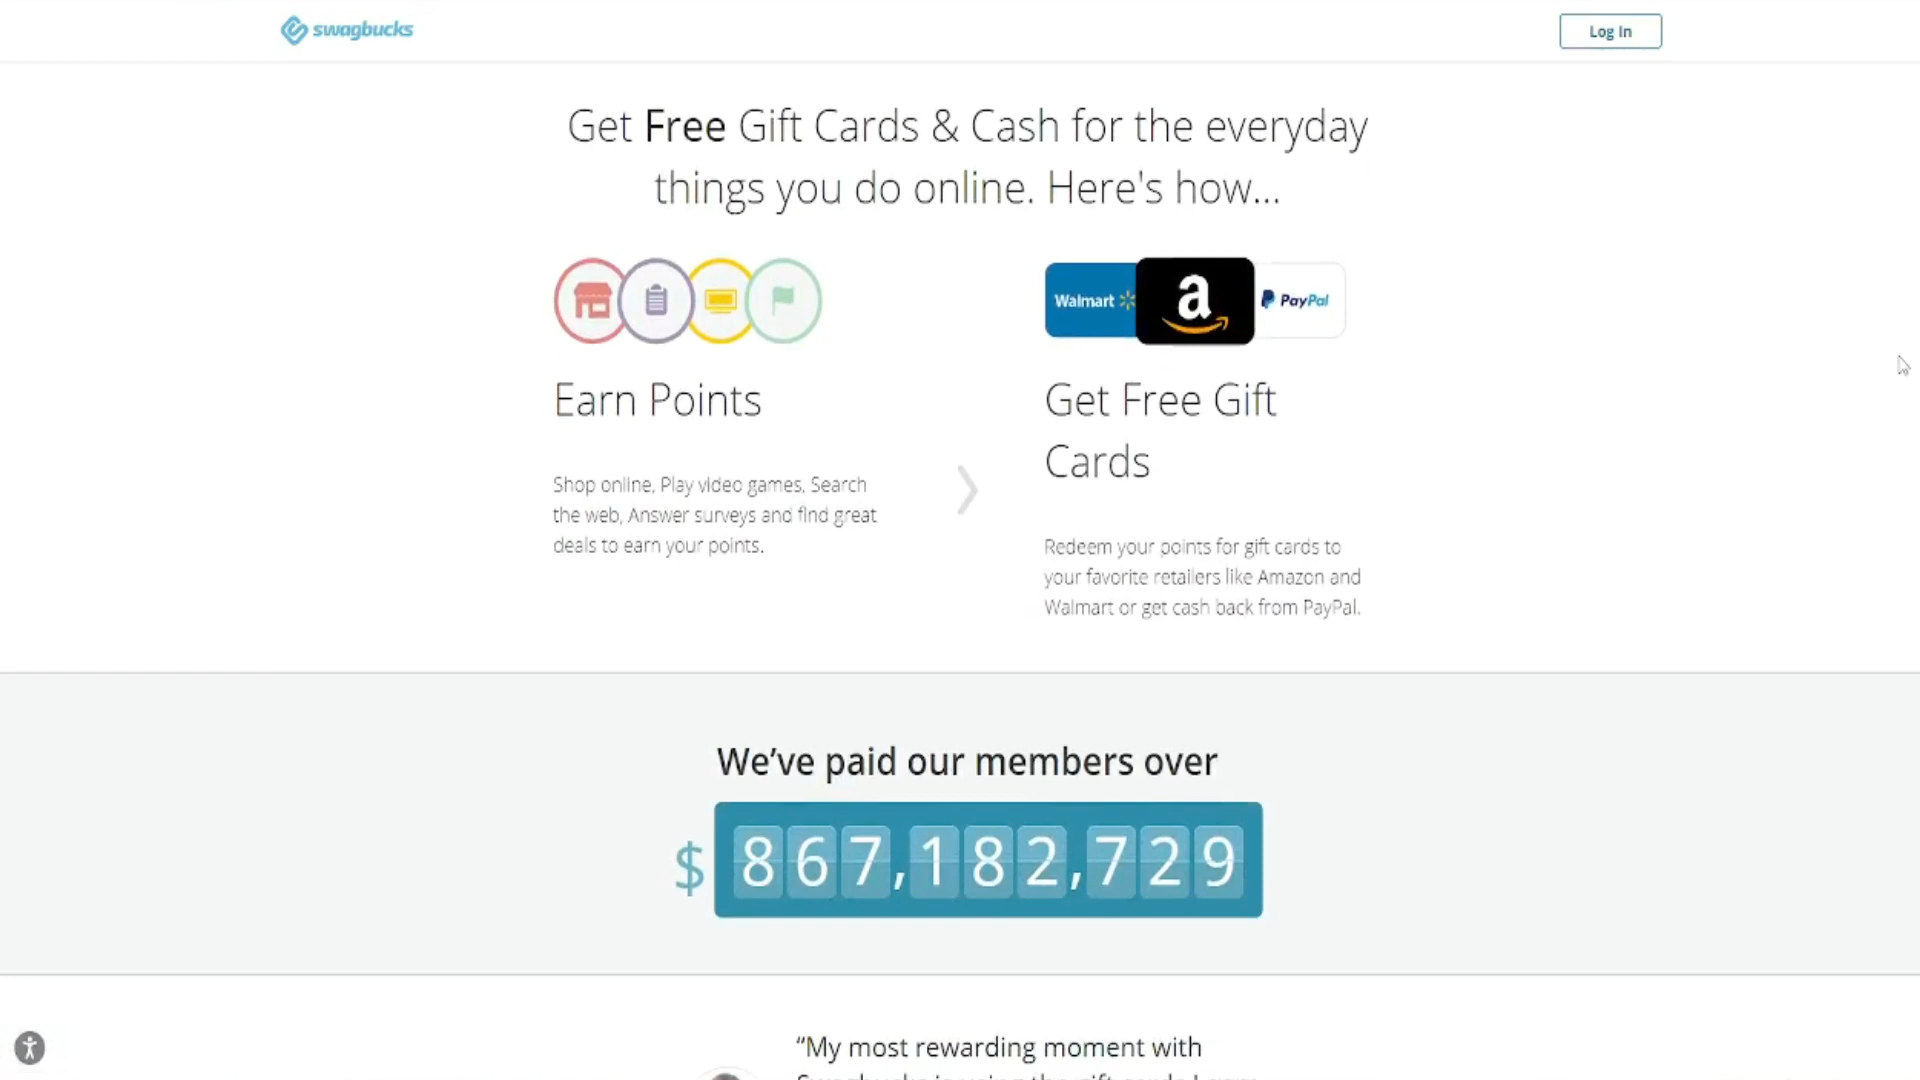 swagbucks
Log In
Get Free Gift Cards & Cash for the everyday
things you do online. Here's how...
Walmart
a
PayPal
Earn Points
Shop online, Play video games, Search
the web, Answer surveys and find great
deals to earn your points.
Get Free Gift
Cards
Redeem your points for gift cards to
your favorite retailers like Amazon and
Walmart or get cash back from PayPal.
We've paid our members over
$ 867,182,729
“My most rewarding moment with